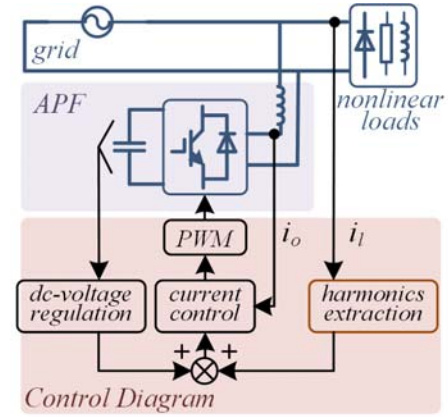 grid
nonlinear
loads
APF
PWM
i_o
i_l
dc-voltage
regulation
current
control
harmonics
extraction
+
+
Control Diagram